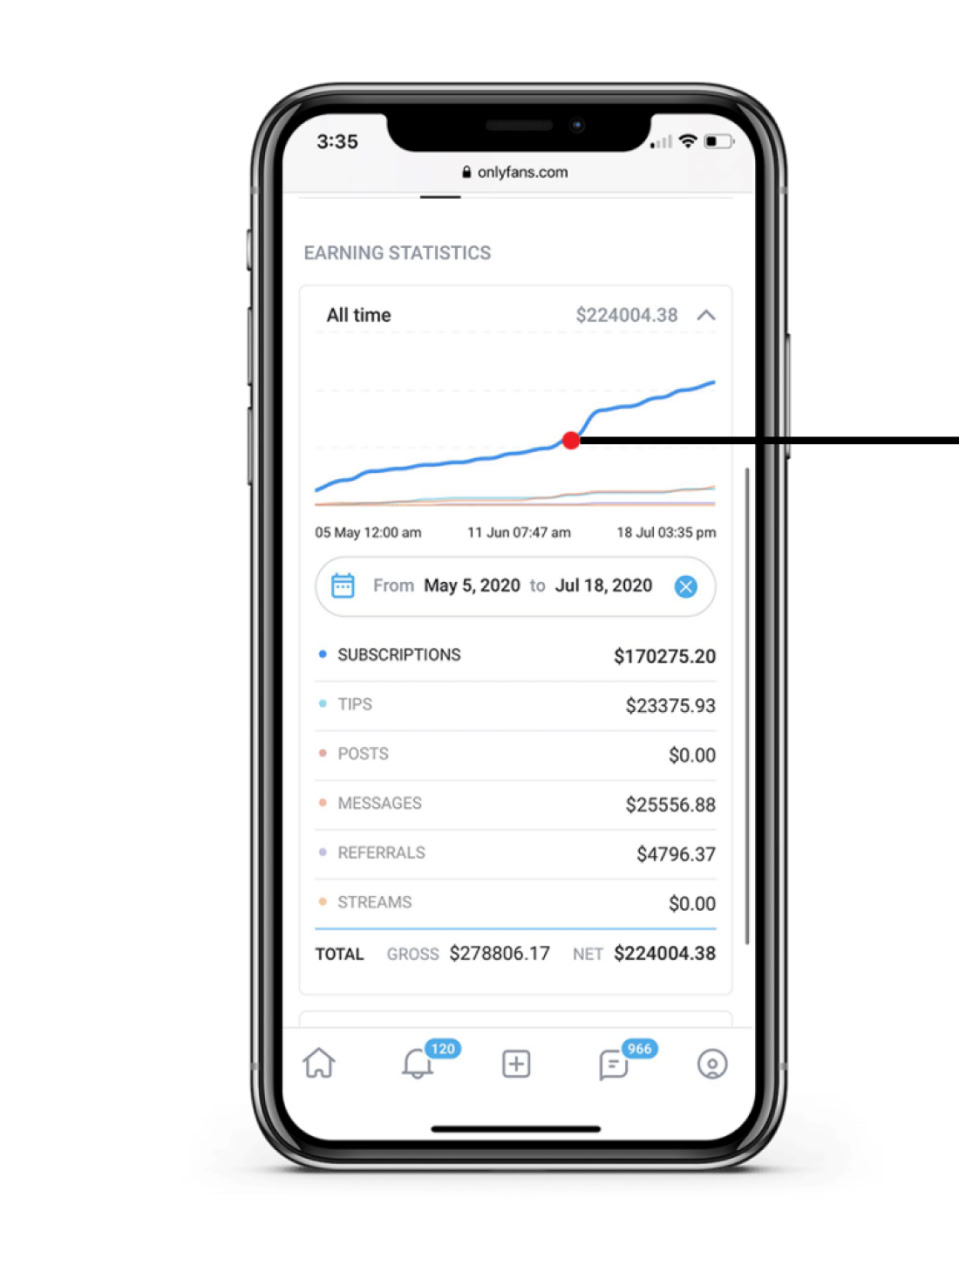 3:35
onlyfans.com
EARNING STATISTICS
All time $224004.38
05 May 12:00 am 11 Jun 07:47 am 18 Jul 03:35 pm
From May 5, 2020 to Jul 18, 2020
SUBSCRIPTIONS $170275.20
TIPS $23375.93
POSTS $0.00
MESSAGES $25556.88
REFERRALS $4796.37
STREAMS $0.00
TOTAL GROSS $278806.17 NET $224004.38
120 966